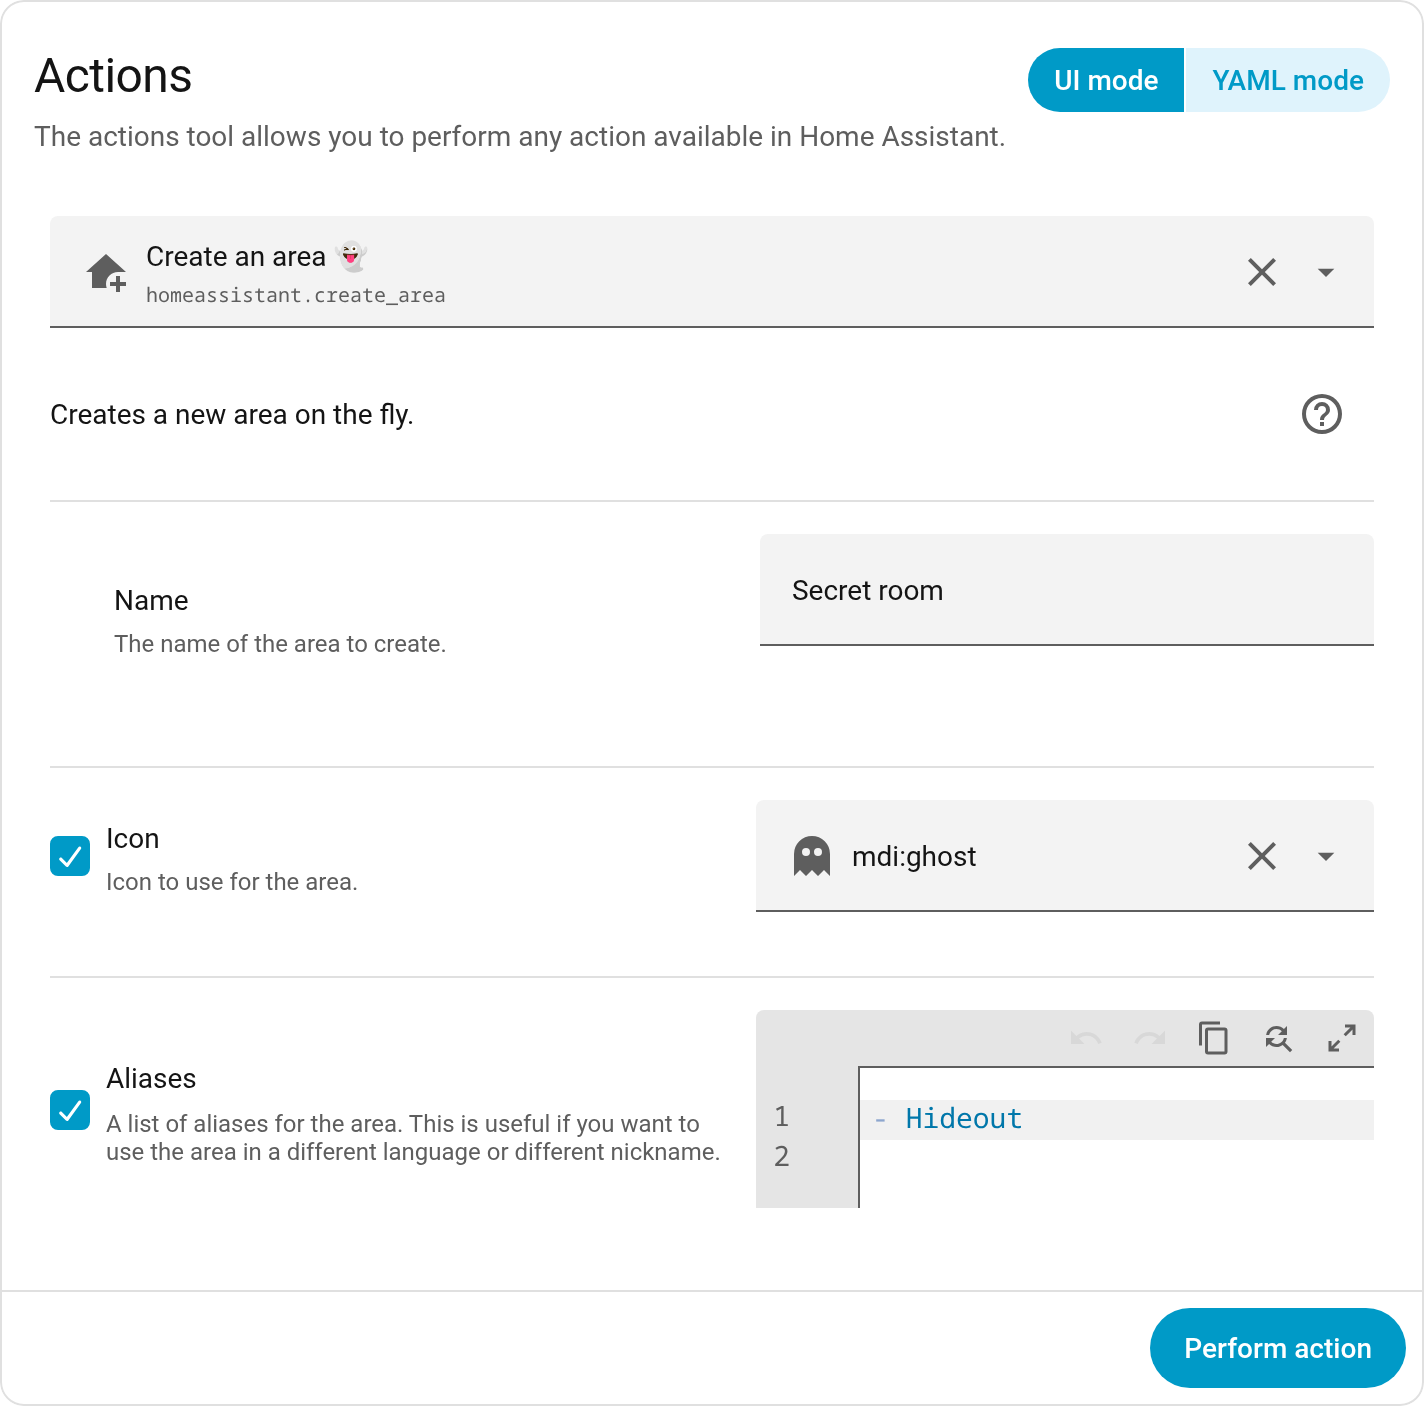 Actions
UI mode
YAML mode
The actions tool allows you to perform any action available in Home Assistant.
Create an area 👻
homeassistant.create_area
Creates a new area on the fly.
Name
The name of the area to create.
Secret room
Icon
Icon to use for the area.
mdi:ghost
Aliases
A list of aliases for the area. This is useful if you want to
use the area in a different language or different nickname.
1
- Hideout
2
Perform action